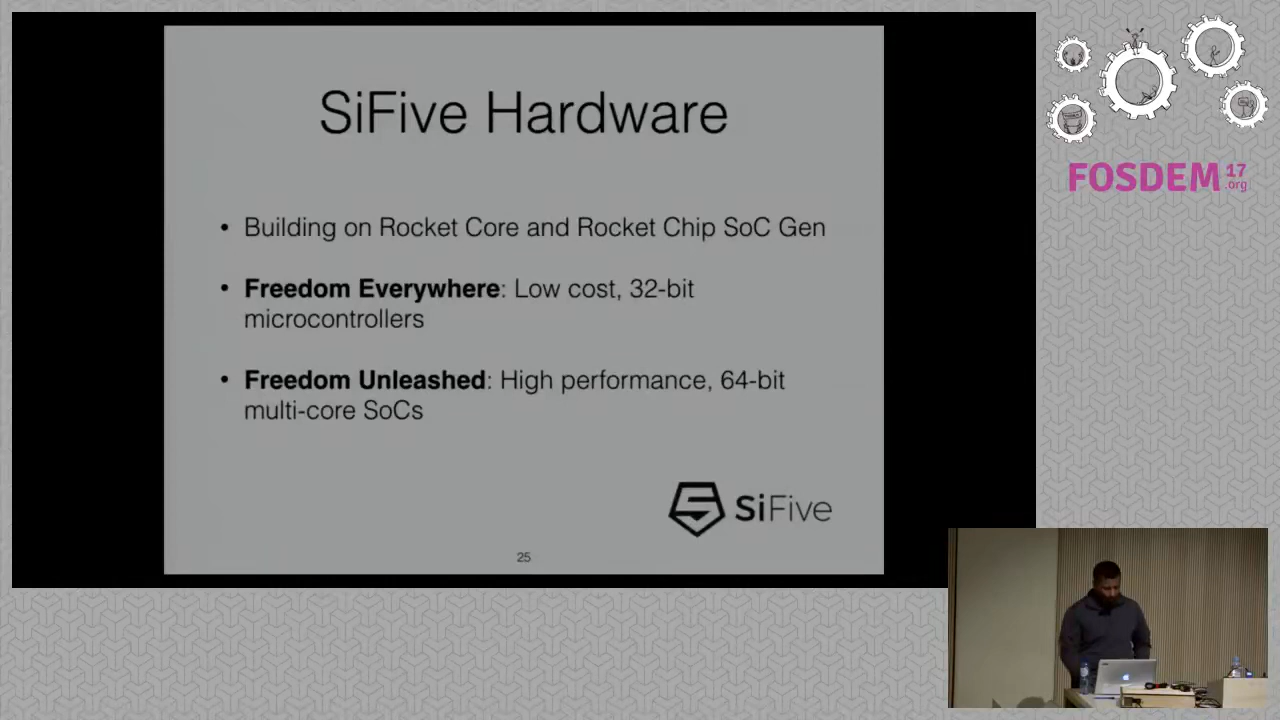 SiFive Hardware
• Building on Rocket Core and Rocket Chip SoC Gen
• Freedom Everywhere: Low cost, 32-bit
microcontrollers
• Freedom Unleashed: High performance, 64-bit
multi-core SoCs
SiFive
25
FOSDEM 17
.org